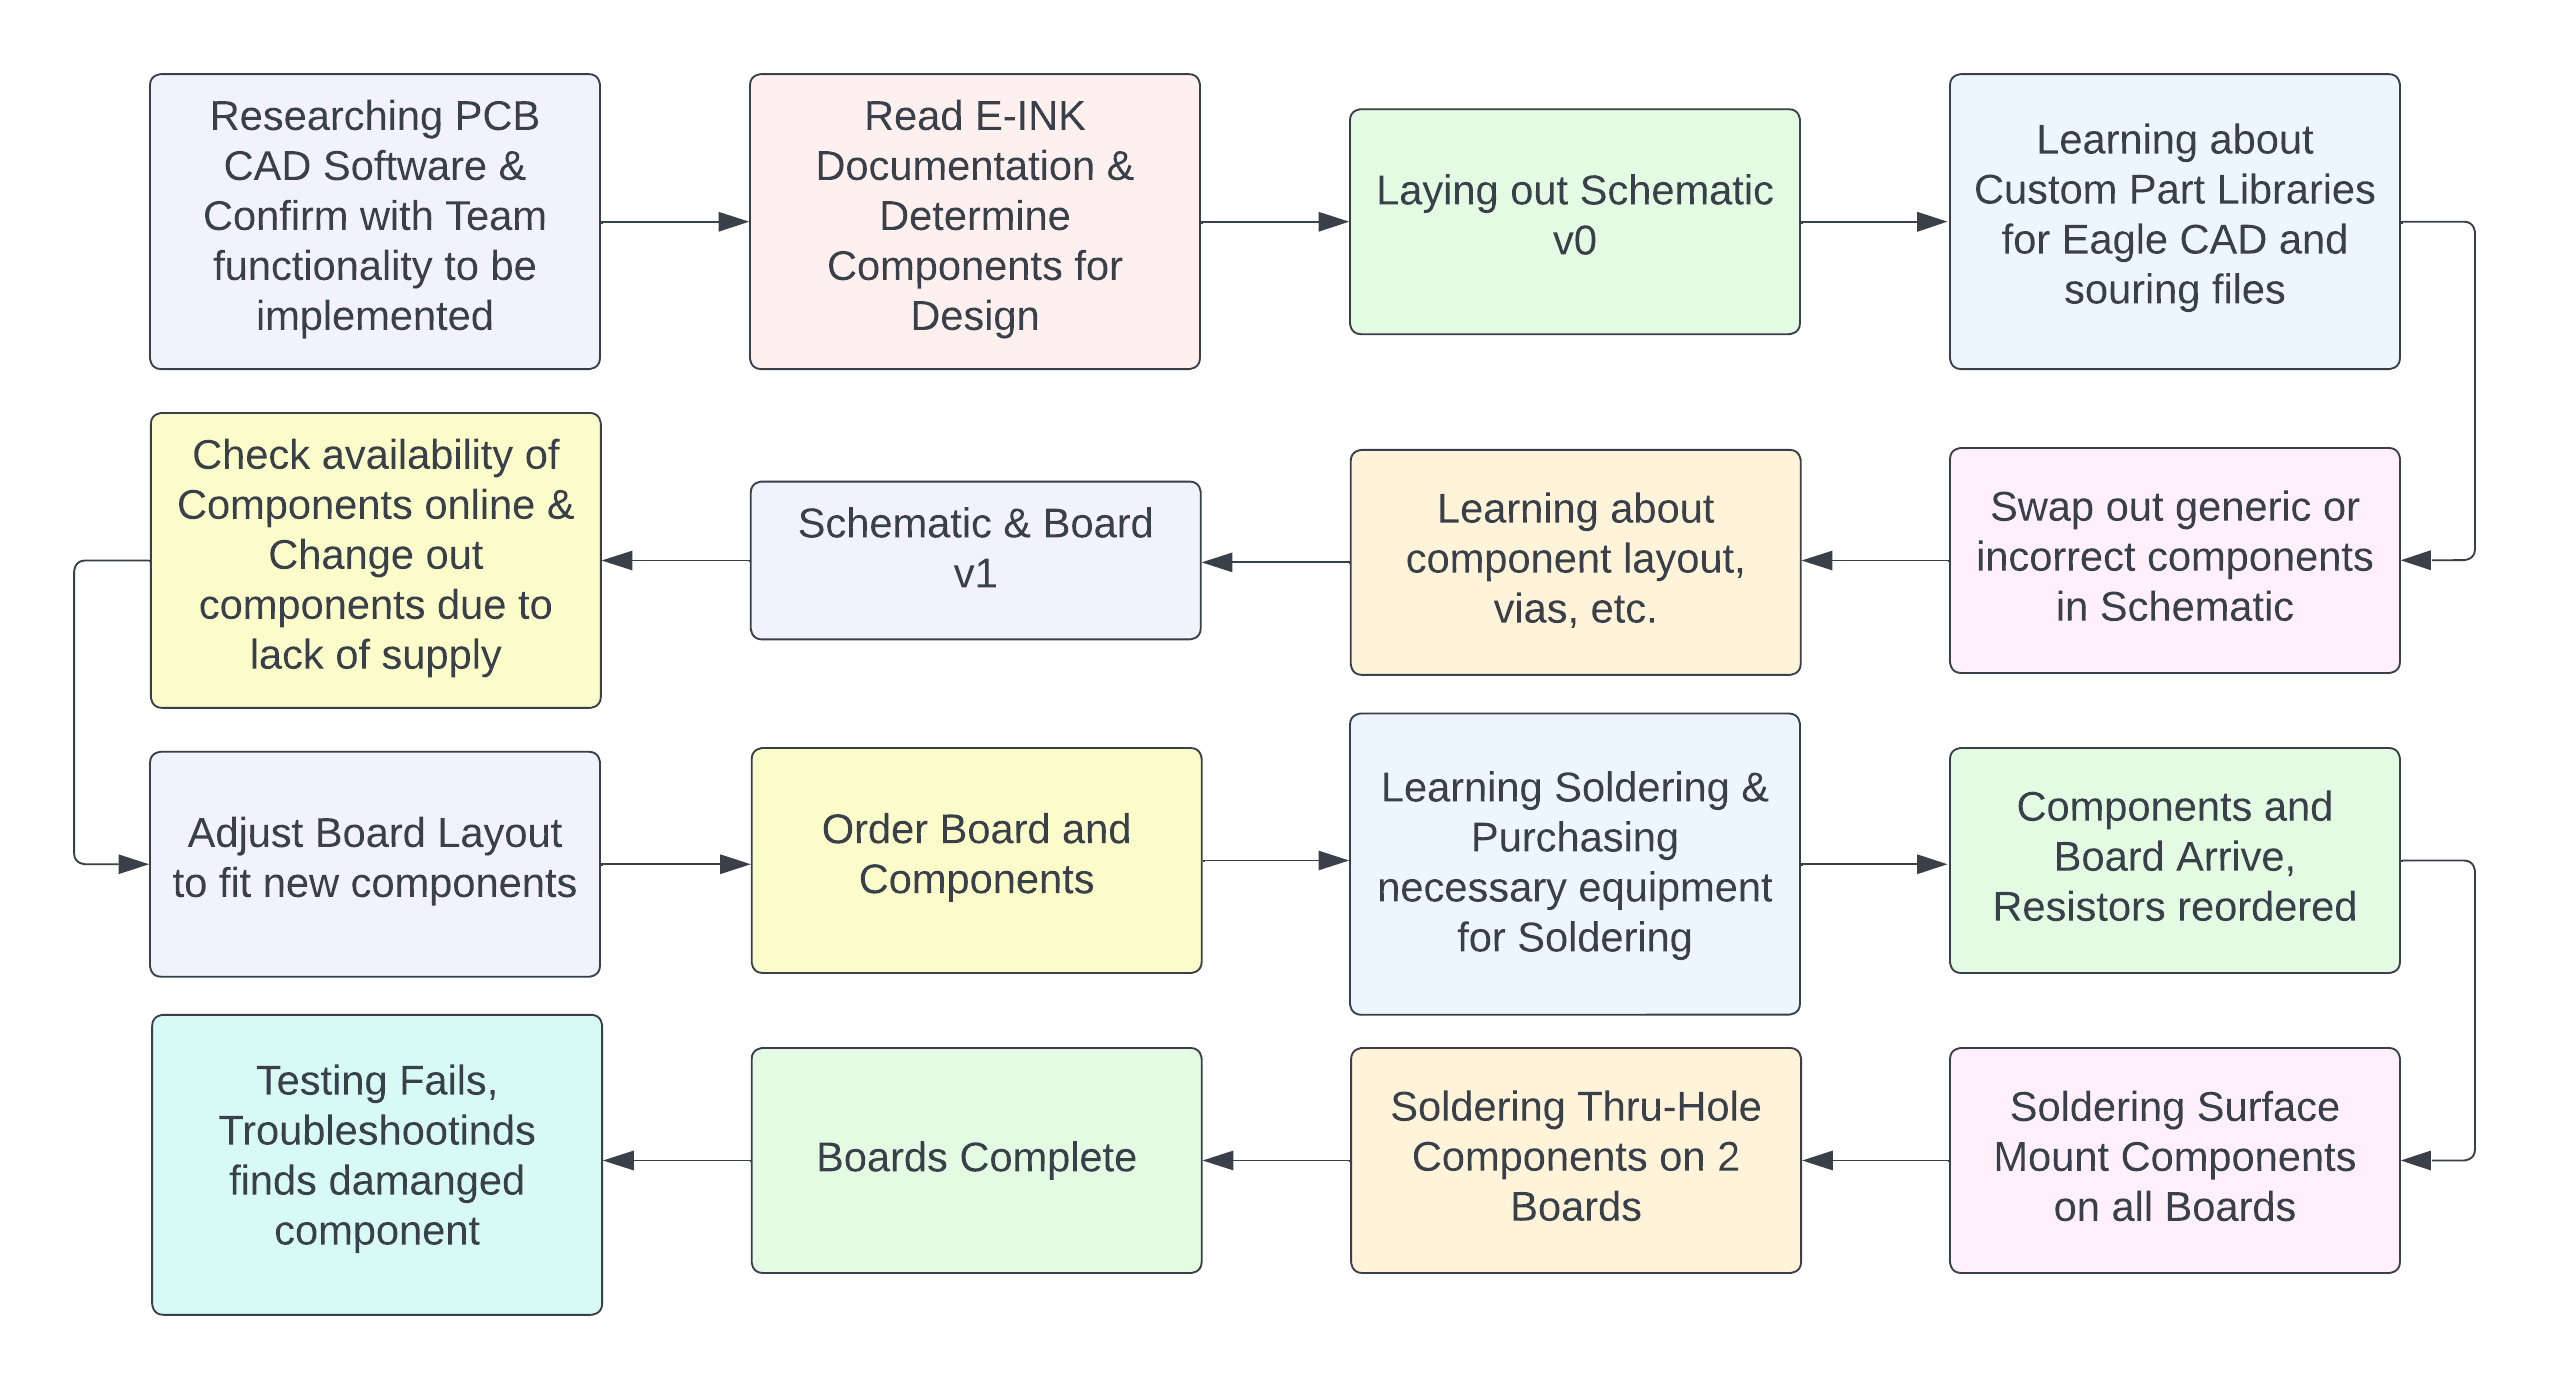 Researching PCB
CAD Software &
Confirm with Team
functionality to be
implemented
Read E-INK
Documentation &
Determine
Components for
Design
Laying out Schematic
v0
Learning about
Custom Part Libraries
for Eagle CAD and
souring files
Swap out generic or
incorrect components
in Schematic
Learning about
component layout,
vias, etc.
Schematic & Board
v1
Check availability of
Components online &
Change out
components due to
lack of supply
Adjust Board Layout
to fit new components
Order Board and
Components
Learning Soldering &
Purchasing
necessary equipment
for Soldering
Components and
Board Arrive,
Resistors reordered
Soldering Surface
Mount Components
on all Boards
Soldering Thru-Hole
Components on 2
Boards
Boards Complete
Testing Fails,
Troubleshootinds
finds damanged
component